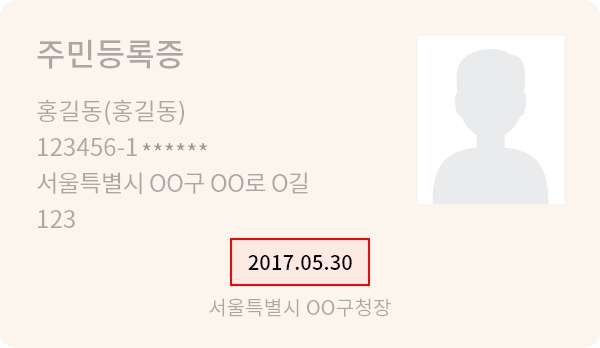 주민등록증
홍길동(홍길동)
123456-1******
서울특별시 OO구 OO로 O길
123
2017.05.30
서울특별시 OO구청장